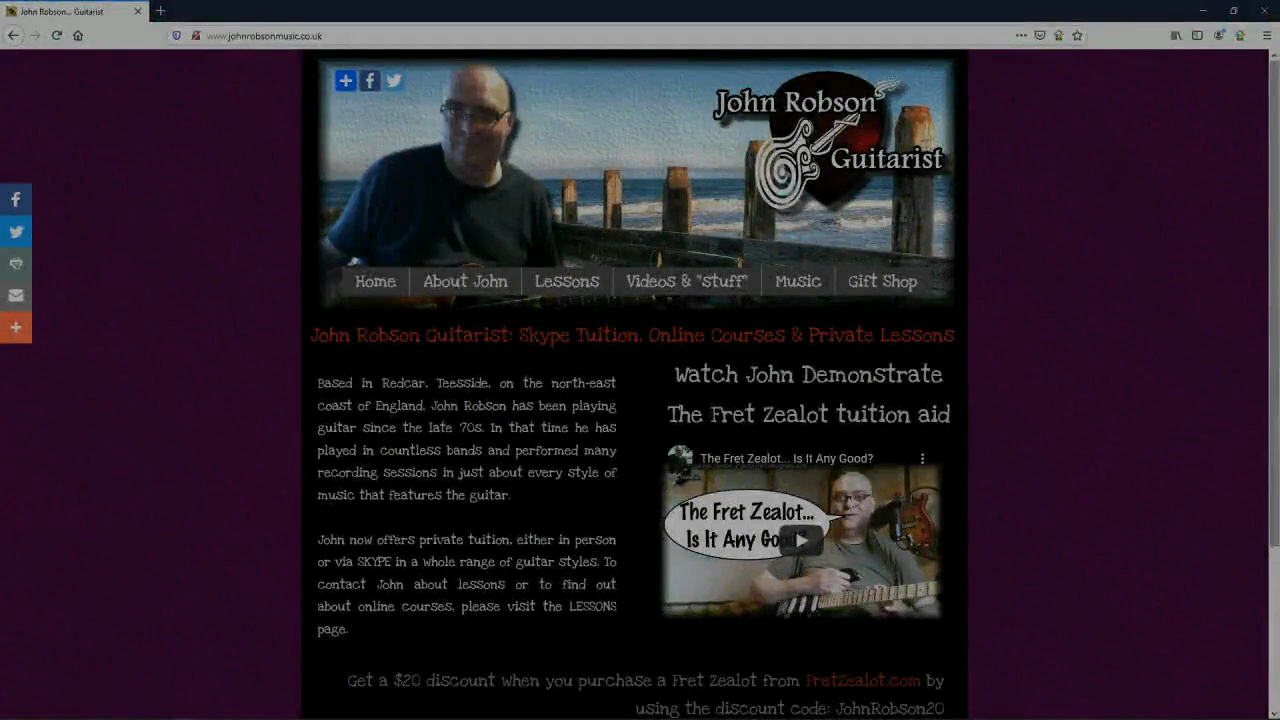 John Robson... Guitarist
www.johnrobsonmusic.co.uk
John Robson
Guitarist
Home
About John
Lessons
Videos & "stuff"
Music
Gift Shop
John Robson Guitarist: Skype Tuition, Online Courses & Private Lessons
Based in Redcar, Teesside, on the north-east
coast of England, John Robson has been playing
guitar since the late 70s. In that time he has
played in countless bands and performed many
recording sessions in just about every style of
music that features the guitar.
John now offers private tuition, either in person
or via SKYPE in a whole range of guitar styles. To
contact John about lessons or to find out
about online courses, please visit the LESSONS
page.
Watch John Demonstrate
The Fret Zealot tuition aid
The Fret Zealot... Is It Any Good?
The Fret Zealot...
Is It Any Good?
Get a $20 discount when you purchase a Fret Zealot from FretZealot.com by
using the discount code: JohnRobson20